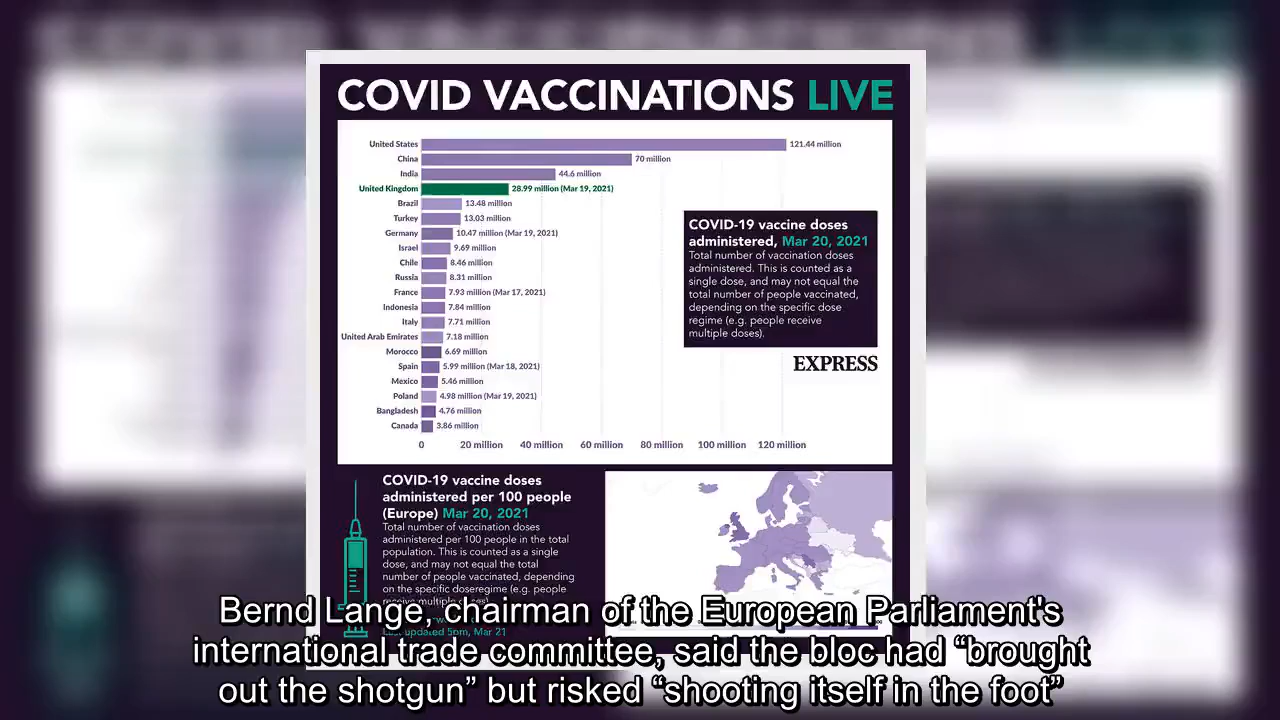 COVID VACCINATIONS LIVE
United States 121.44 million
China 70 million
India 44.6 million
United Kingdom 28.99 million (Mar 19, 2021)
Brazil 13.48 million
Turkey 13.03 million
Germany 10.47 million (Mar 19, 2021)
Israel 9.69 million
Chile 8.46 million
Russia 8.31 million
France 7.93 million (Mar 17, 2021)
Indonesia 7.84 million
Italy 7.71 million
United Arab Emirates 7.18 million
Morocco 6.69 million
Spain 5.99 million (Mar 18, 2021)
Mexico 5.46 million
Poland 4.98 million (Mar 19, 2021)
Bangladesh 4.76 million
Canada 3.86 million
0 20 million 40 million 60 million 80 million 100 million 120 million
COVID-19 vaccine doses
administered, Mar 20, 2021
Total number of vaccination doses
administered. This is counted as a
single dose, and may not equal the
total number of people vaccinated,
depending on the specific dose
regime (e.g. people receive
multiple doses).
EXPRESS
COVID-19 vaccine doses
administered per 100 people
(Europe) Mar 20, 2021
Total number of vaccination doses
administered per 100 people in the total
population. This is counted as a single
dose, and may not equal the total
number of people vaccinated, depending
on the specific doseregime (e.g. people
receive multiple doses).
Last updated 5pm, Mar 21
Bernd Lange, chairman of the European Parliament's
international trade committee, said the bloc had “brought
out the shotgun” but risked “shooting itself in the foot”